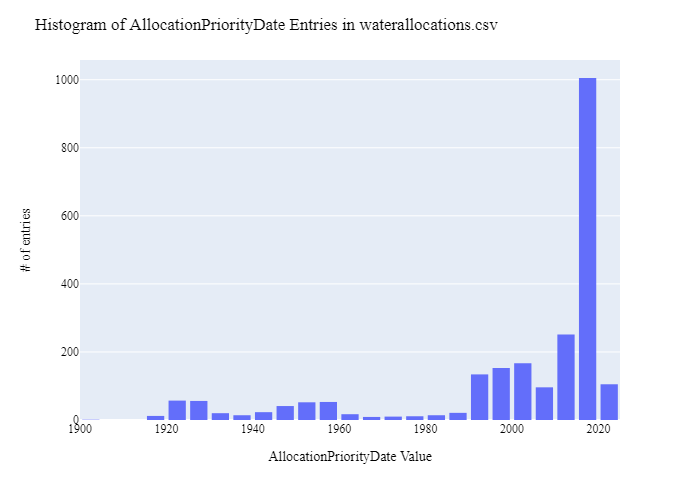 Histogram of AllocationPriorityDate Entries in waterallocations.csv
1000
800
600
400
200
0
# of entries
1900 1920 1940 1960 1980 2000 2020
AllocationPriorityDate Value